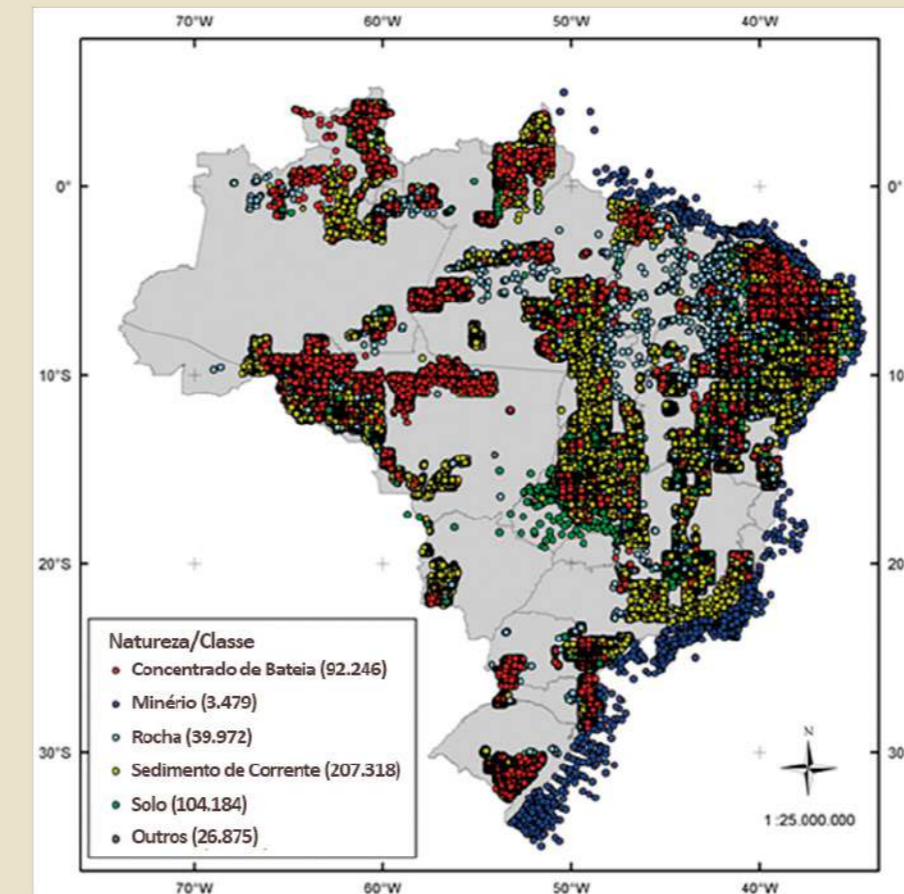 70°W 60°W 50°W 40°W
0° 0°
10°S 10
20°S 20
30°S 30
Natureza/Classe
Concentrado de Bateia (92.246)
Minério (3.479)
Rocha (39.972)
Sedimento de Corrente (207.318)
Solo (104.184)
Outros (26.875)
N
1:25.000.000
70°W 60°W 50°W 40°W